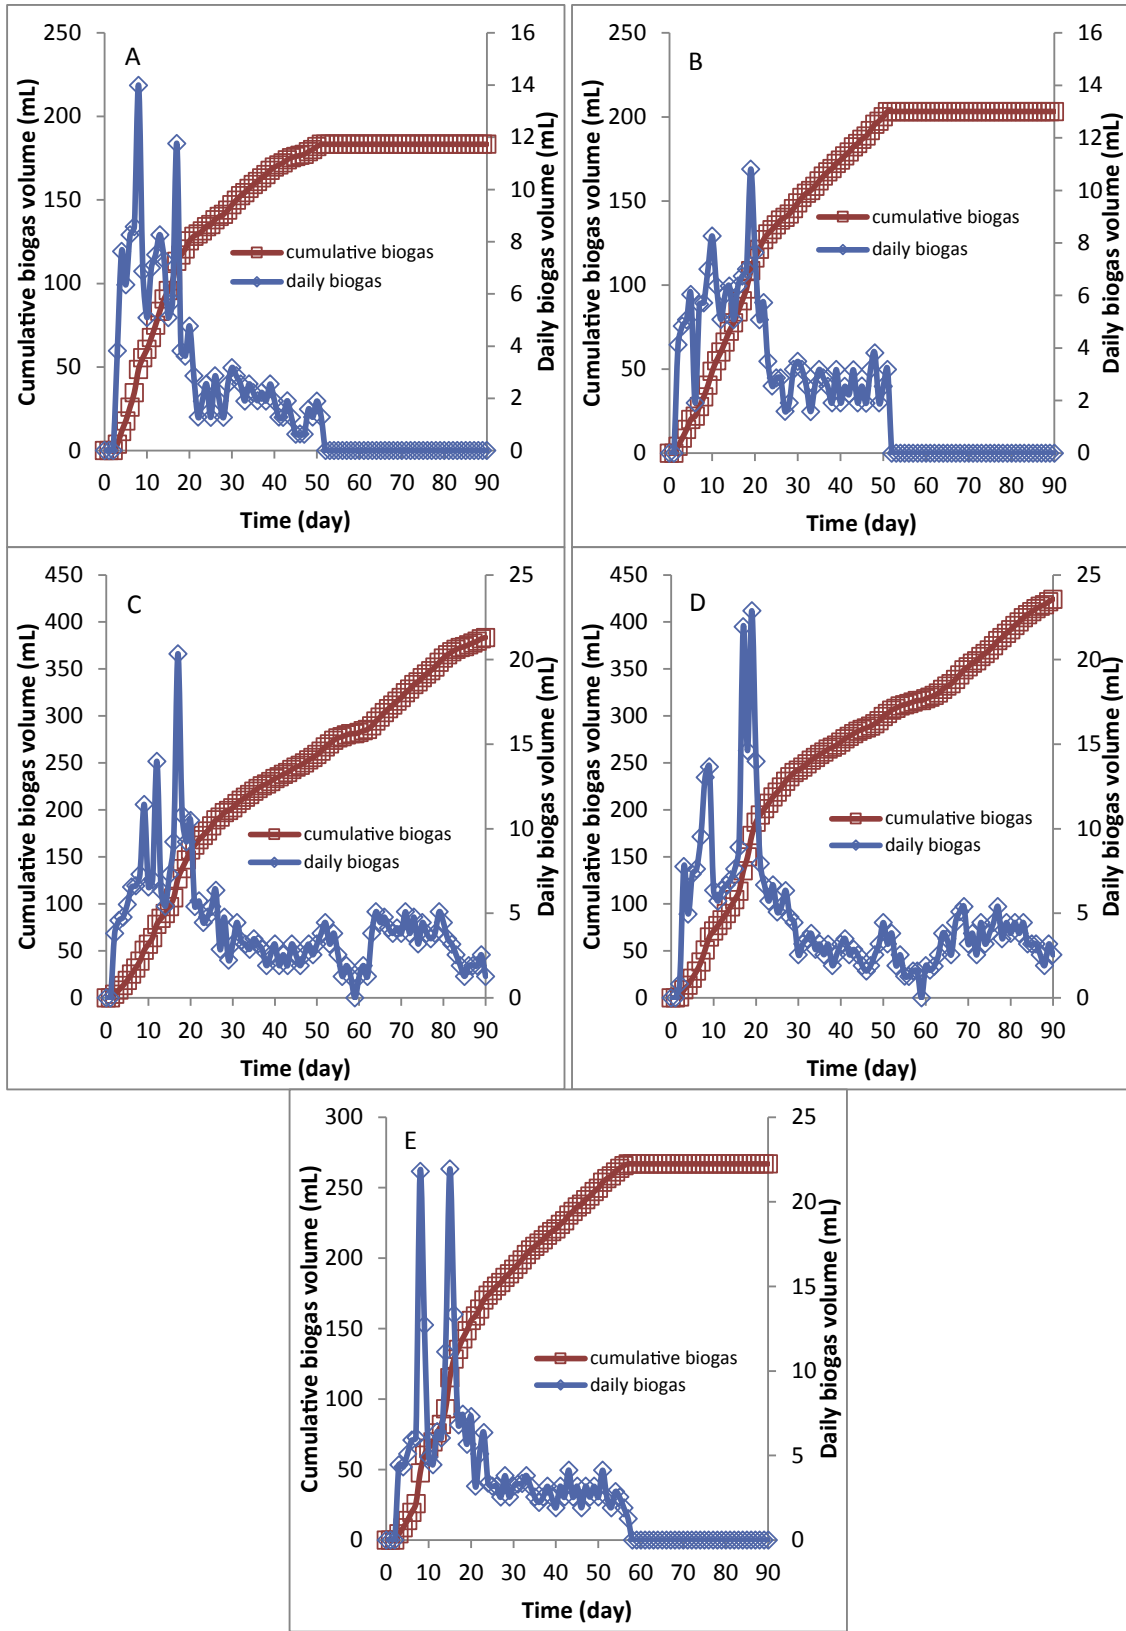 A
Cumulative biogas volume (mL)
250
200
150
100
50
0
16
14
12
10
8
6
4
2
0
Daily biogas volume (mL)
cumulative biogas
daily biogas
0 10 20 30 40 50 60 70 80 90
Time (day)
B
Cumulative biogas volume (mL)
250
200
150
100
50
0
16
14
12
10
8
6
4
2
0
Daily biogas volume (mL)
cumulative biogas
daily biogas
0 10 20 30 40 50 60 70 80 90
Time (day)
C
Cumulative biogas volume (mL)
450
400
350
300
250
200
150
100
50
0
25
20
15
10
5
0
Daily biogas volume (mL)
cumulative biogas
daily biogas
0 10 20 30 40 50 60 70 80 90
Time (day)
D
Cumulative biogas volume (mL)
450
400
350
300
250
200
150
100
50
0
25
20
15
10
5
0
Daily biogas volume (mL)
cumulative biogas
daily biogas
0 10 20 30 40 50 60 70 80 90
Time (day)
E
Cumulative biogas volume (mL)
300
250
200
150
100
50
0
25
20
15
10
5
0
Daily biogas volume (mL)
cumulative biogas
daily biogas
0 10 20 30 40 50 60 70 80 90
Time (day)